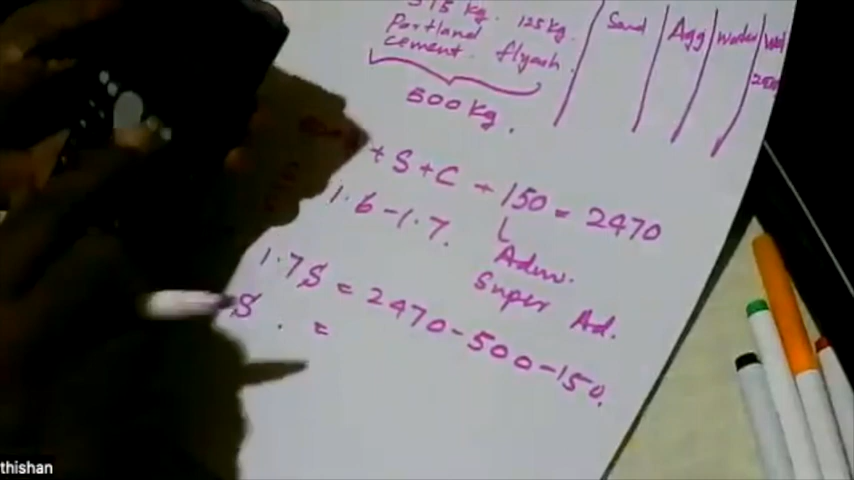 315 Kg. 125 Kg.
Portland cement. flyash. Sand Agg Water
500 Kg.
+ S + C + 150 = 2470
1.6 - 1.7.
Adm.
Super Ad.
1.7 S = 2470 - 500 - 150.
S . =
thishan